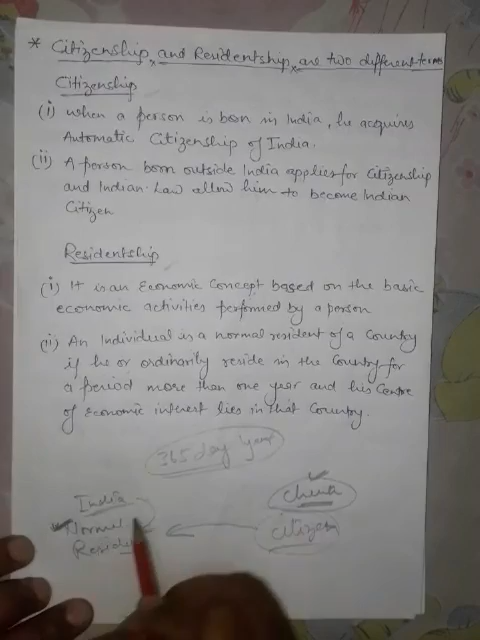 * Citizenship and Residentship, are two different terms
Citizenship
(i) when a person is born in India, he acquires
Automatic Citizenship of India.
(ii) A person born outside India applies for Citizenship
and Indian Law allow him to become Indian
Citizen
Residentship
(i) It is an Economic Concept based on the basic
economic activities performed by a person
(ii) An Individual is a normal resident of a Country
if he or ordinarily reside in the Country for
a period more than one year and his Centre
of Economic interest lies in that Country.
365 day year
India
Normal
Resident
citizen